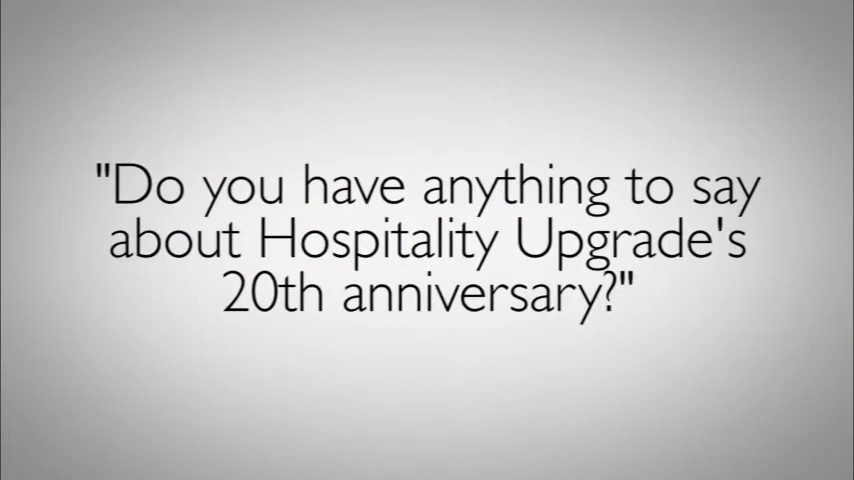 "Do you have anything to say
about Hospitality Upgrade's
20th anniversary?"